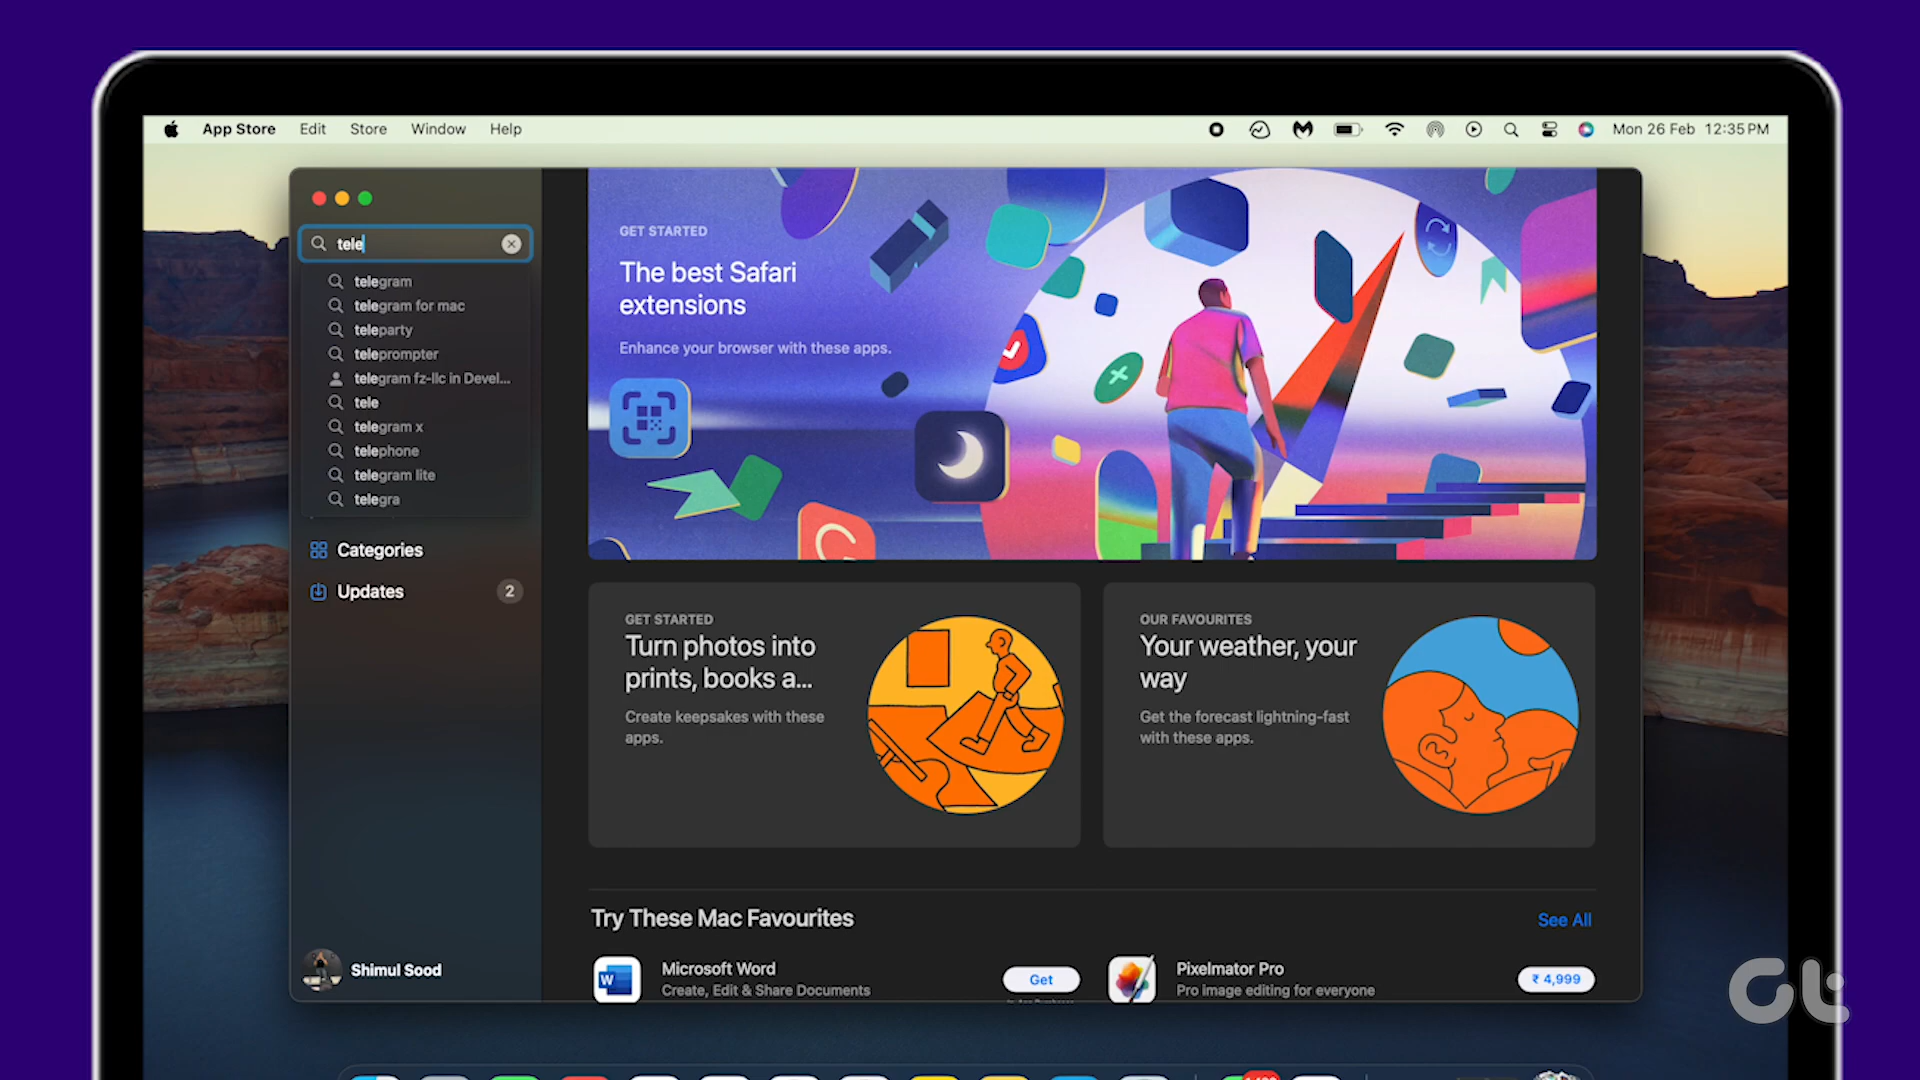 App Store Edit Store Window Help Mon 26 Feb 12:35 PM
tele
telegram
telegram for mac
teleparty
teleprompter
telegram fz-llc in Devel...
tele
telegram x
telephone
telegram lite
telegra
Categories
Updates 2
Shimul Sood
GET STARTED
The best Safari
extensions
Enhance your browser with these apps.
GET STARTED
Turn photos into
prints, books a...
Create keepsakes with these
apps.
OUR FAVOURITES
Your weather, your
way
Get the forecast lightning-fast
with these apps.
Try These Mac Favourites
See All
W
Microsoft Word
Create, Edit & Share Documents
Get
Pixelmator Pro
Pro image editing for everyone
₹ 4,999
Gt